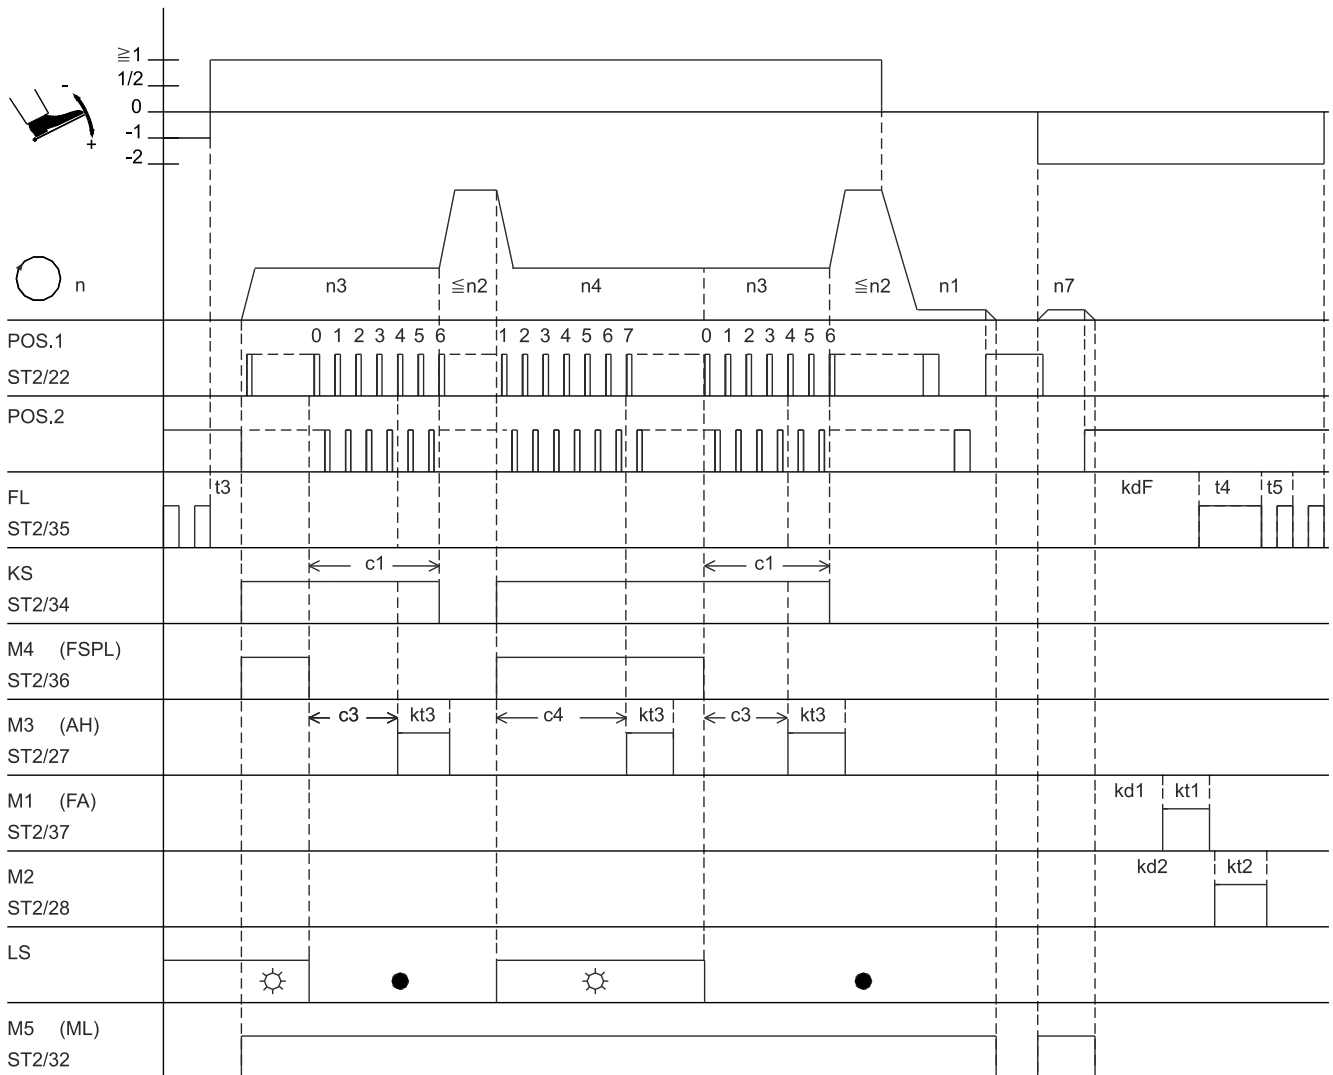 ≧1
1/2
0
-1
-2
-
+
n
n3 ≦n2 n4 n3 ≦n2 n1 n7
POS.1
0 1 2 3 4 5 6 1 2 3 4 5 6 7 0 1 2 3 4 5 6
ST2/22
POS.2
FL
t3 kdF t4 t5
ST2/35
KS
c1 c1
ST2/34
M4 (FSPL)
ST2/36
M3 (AH)
c3 kt3 c4 kt3 c3 kt3
ST2/27
M1 (FA)
kd1 kt1
ST2/37
M2
kd2 kt2
ST2/28
LS
M5 (ML)
ST2/32